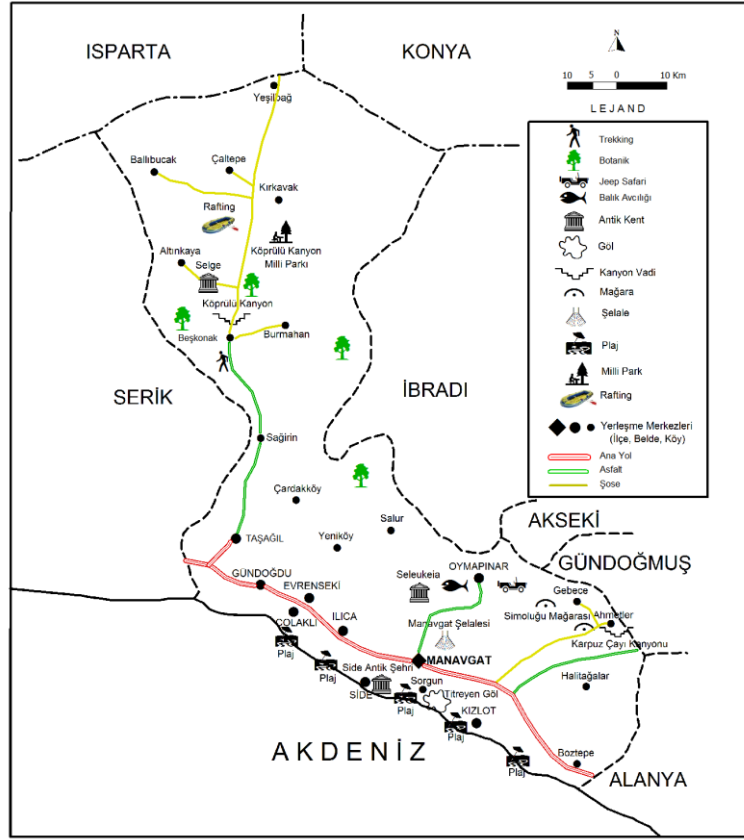 ISPARTA
KONYA
N
10 5 0 10 Km
LEJAND
Yeşilbağ
Ballıbucak
Çaltepe
Kırkavak
Rafting
Köprülü Kanyon
Milli Parkı
Altınkaya
Selge
Köprülü Kanyon
Beşkonak
Burmahan
SERİK
İBRADI
Sağirin
Çardakköy
Salur
Yeniköy
TAŞAĞIL
AKSEKİ
GÜNDOĞMUŞ
GÜNDOĞDU
EVRENSEKİ
ÇOLAKLI
ILICA
OYMAPINAR
Seleukeia
Gebece
Simoluğu Mağarası
Ahmetler
Karpuz Çayı Kanyonu
Manavgat Şelalesi
MANAVGAT
Halitağalar
Plaj
Plaj
Side Antik Şehri
SİDE
Sorgun
Titreyen Göl
Plaj
KIZLOT
Plaj
Plaj
Boztepe
AKDENİZ
ALANYA
Trekking
Botanik
Jeep Safari
Balık Avcılığı
Antik Kent
Göl
Kanyon Vadi
Mağara
Şelale
Plaj
Milli Park
Rafting
Yerleşme Merkezleri
(İlçe, Belde, Köy)
Ana Yol
Asfalt
Şose